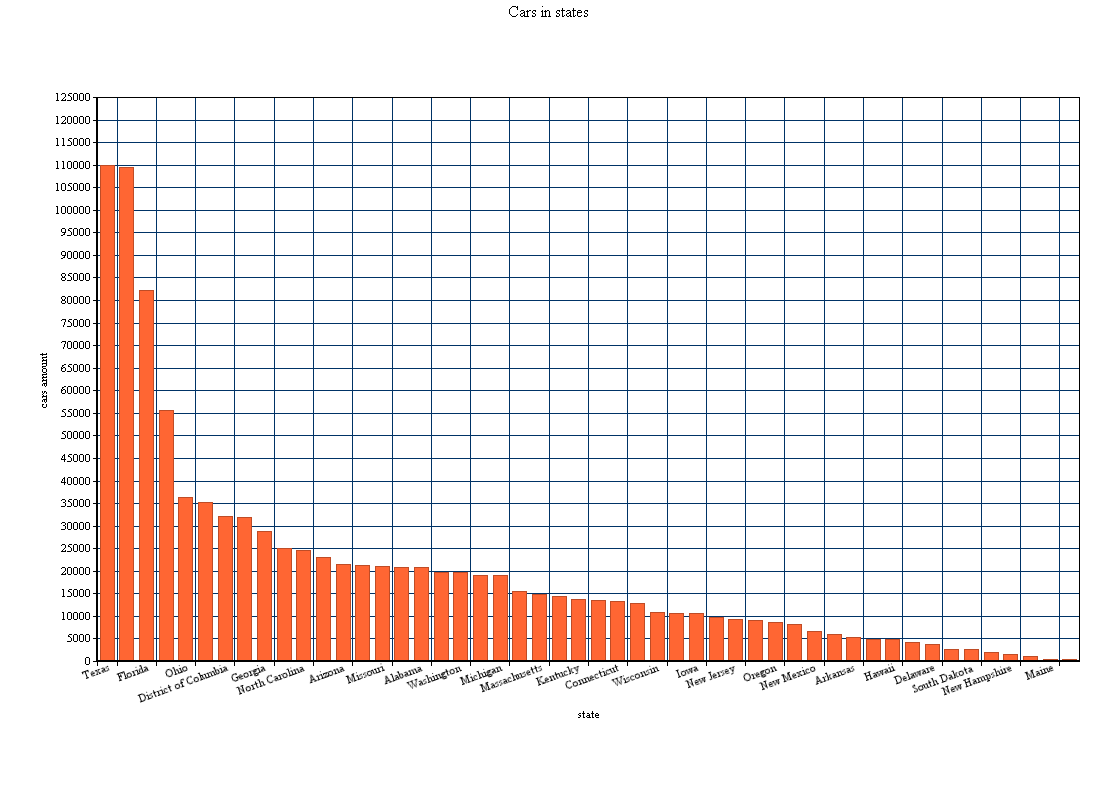 Cars in states
125000
120000
115000
110000
105000
100000
95000
90000
85000
80000
75000
70000
65000
60000
55000
50000
45000
40000
35000
30000
25000
20000
15000
10000
5000
0
cars amount
Texas
Florida
Ohio
District of Columbia
Georgia
North Carolina
Arizona
Missouri
Alabama
Washington
Michigan
Massachusetts
Kentucky
Connecticut
Wisconsin
Iowa
New Jersey
Oregon
New Mexico
Arkansas
Hawaii
Delaware
South Dakota
New Hampshire
Maine
state